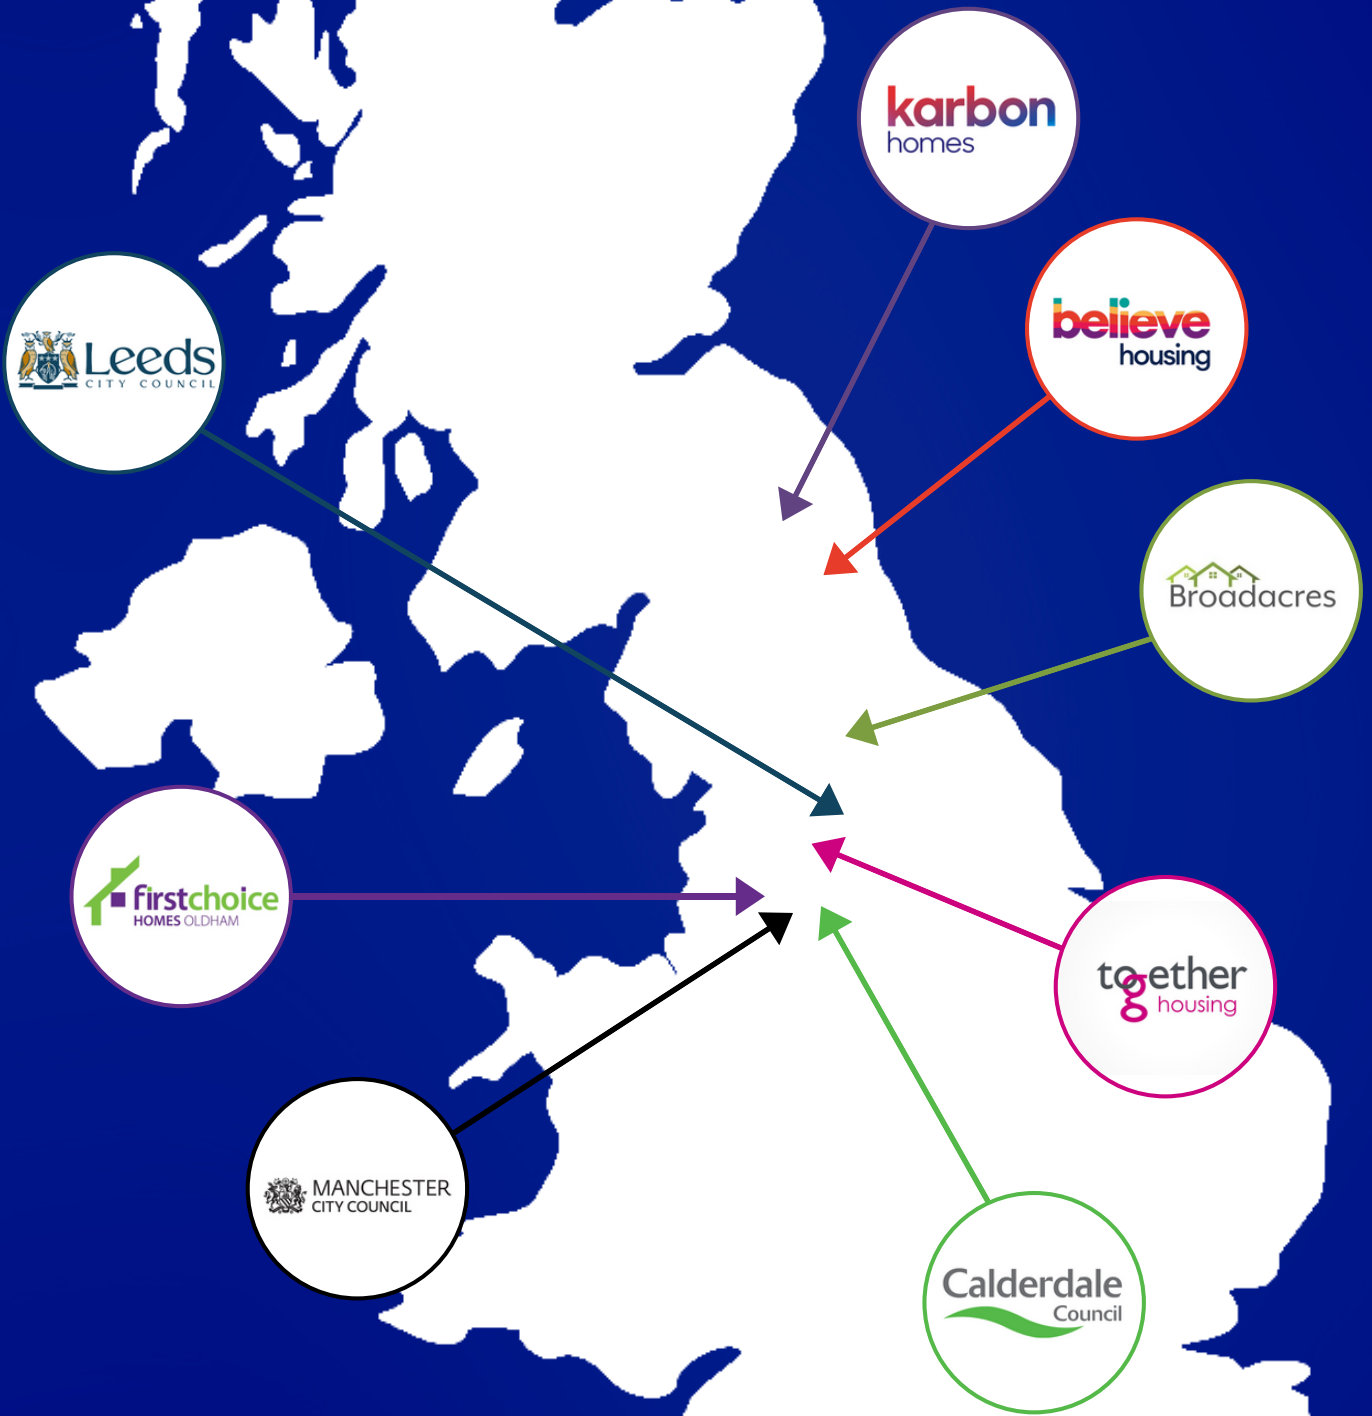 karbon
homes
believe
housing
Leeds
CITY COUNCIL
Broadacres
firstchoice
HOMES OLDHAM
together
housing
MANCHESTER
CITY COUNCIL
Calderdale
Council